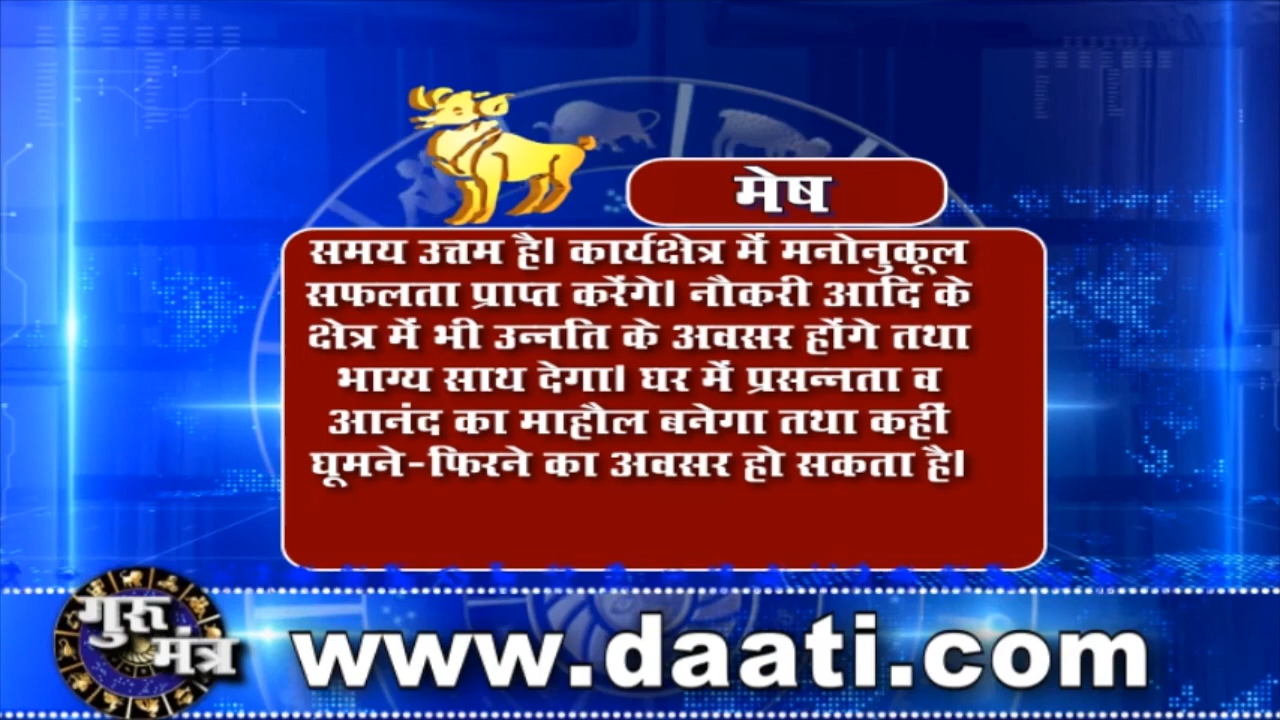 मेष
समय उत्तम है। कार्यक्षेत्र में मनोनुकूल
सफलता प्राप्त करेंगे। नौकरी आदि के
क्षेत्र में भी उन्नति के अवसर होंगे तथा
भाग्य साथ देगा। घर में प्रसन्नता व
आनंद का माहौल बनेगा तथा कहीं
घूमने-फिरने का अवसर हो सकता है।
गुरु
मंत्र
www.daati.com